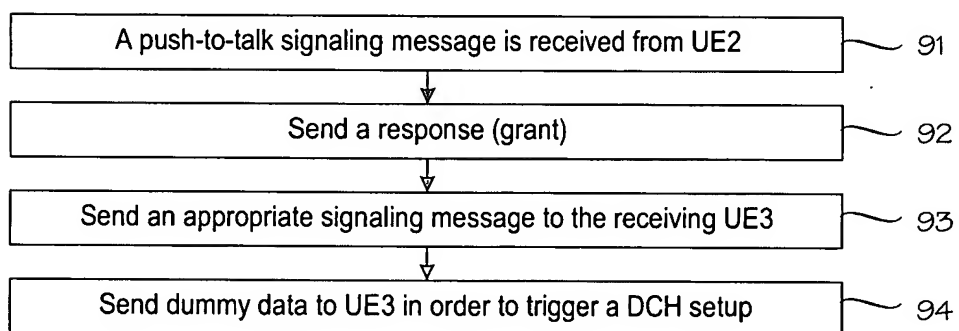 A push-to-talk signaling message is received from UE2 91
Send a response (grant) 92
Send an appropriate signaling message to the receiving UE3 93
Send dummy data to UE3 in order to trigger a DCH setup 94